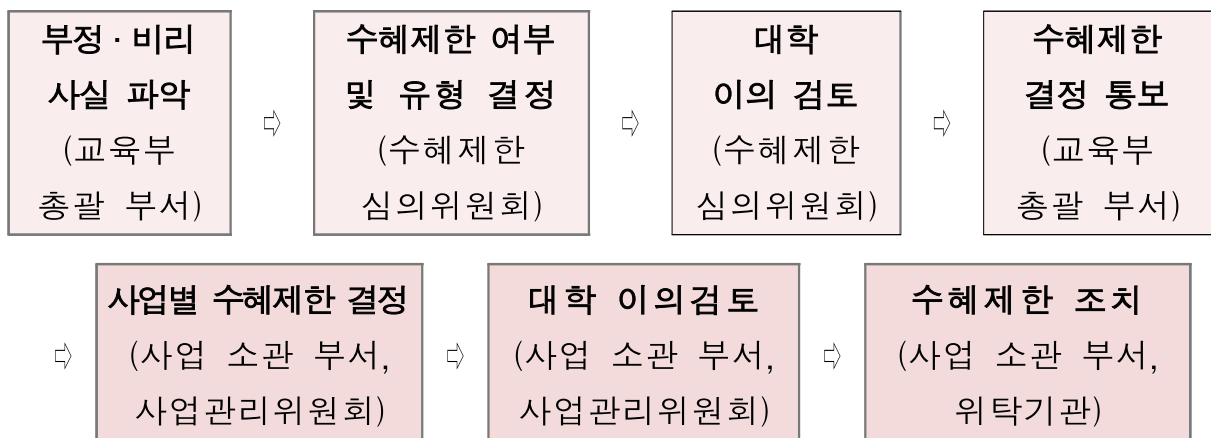 부정·비리
사실 파악
(교육부
총괄 부서)
⇨
수혜제한 여부
및 유형 결정
(수혜제한
심의위원회)
⇨
대학
이의 검토
(수혜제한
심의위원회)
⇨
수혜제한
결정 통보
(교육부
총괄 부서)
⇨
사업별 수혜제한 결정
(사업 소관 부서,
사업관리위원회)
⇨
대학 이의검토
(사업 소관 부서,
사업관리위원회)
⇨
수혜제한 조치
(사업 소관 부서,
위탁기관)